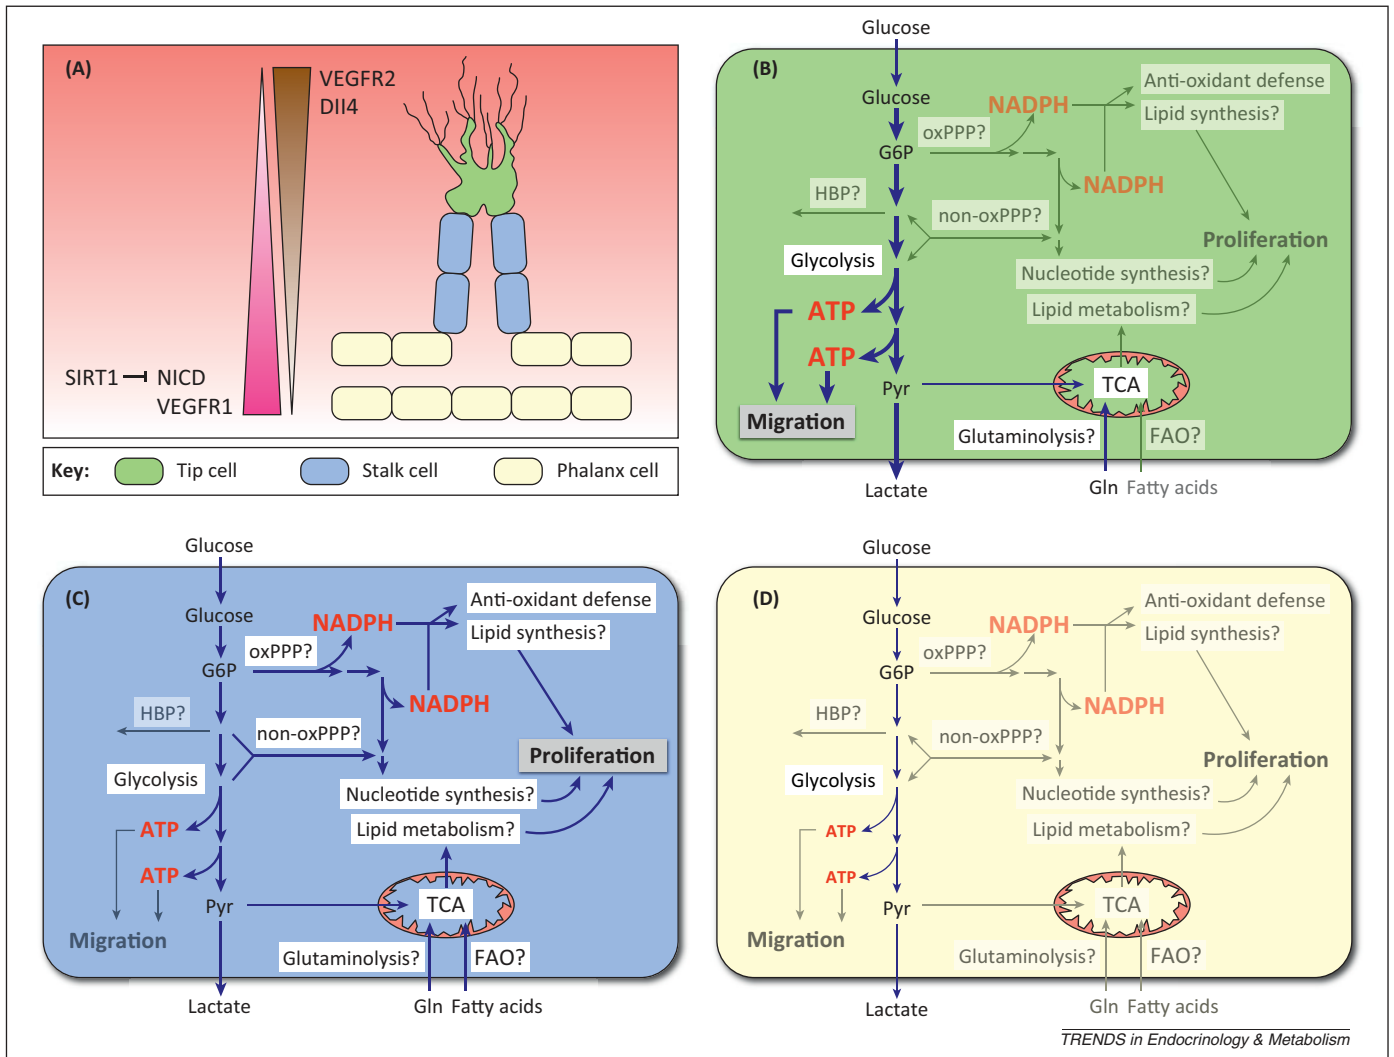 (A)
VEGFR2
Dll4
SIRT1 NICD
VEGFR1
Key: Tip cell Stalk cell Phalanx cell
(B)
Glucose
Glucose
G6P
oxPPP?
NADPH
Anti-oxidant defense
Lipid synthesis?
NADPH
HBP?
non-oxPPP?
Proliferation
Glycolysis
Nucleotide synthesis?
Lipid metabolism?
ATP
ATP
Pyr
TCA
Migration
Glutaminolysis?
FAO?
Lactate
Gln Fatty acids
(C)
Glucose
Glucose
G6P
oxPPP?
NADPH
Anti-oxidant defense
Lipid synthesis?
NADPH
HBP?
non-oxPPP?
Proliferation
Glycolysis
Nucleotide synthesis?
Lipid metabolism?
ATP
ATP
Pyr
TCA
Migration
Glutaminolysis?
FAO?
Lactate
Gln Fatty acids
(D)
Glucose
Glucose
G6P
oxPPP?
NADPH
Anti-oxidant defense
Lipid synthesis?
NADPH
HBP?
non-oxPPP?
Proliferation
Glycolysis
Nucleotide synthesis?
Lipid metabolism?
ATP
ATP
Pyr
TCA
Migration
Glutaminolysis?
FAO?
Lactate
Gln Fatty acids
TRENDS in Endocrinology & Metabolism